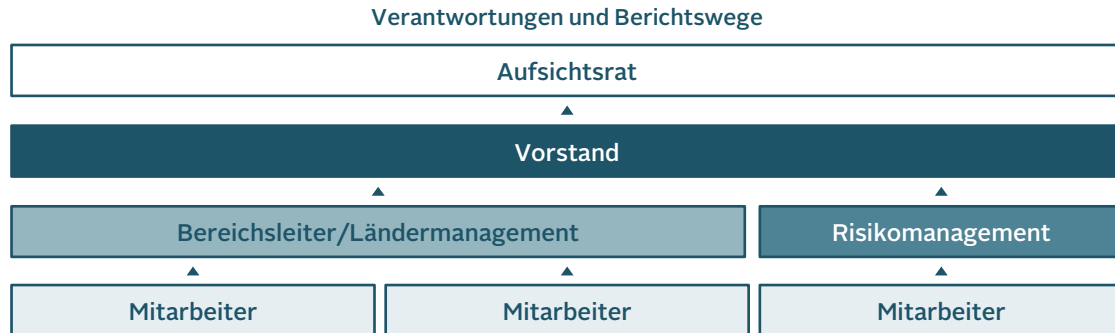 Verantwortungen und Berichtswege
Aufsichtsrat
Vorstand
Bereichsleiter/Ländermanagement
Risikomanagement
Mitarbeiter
Mitarbeiter
Mitarbeiter